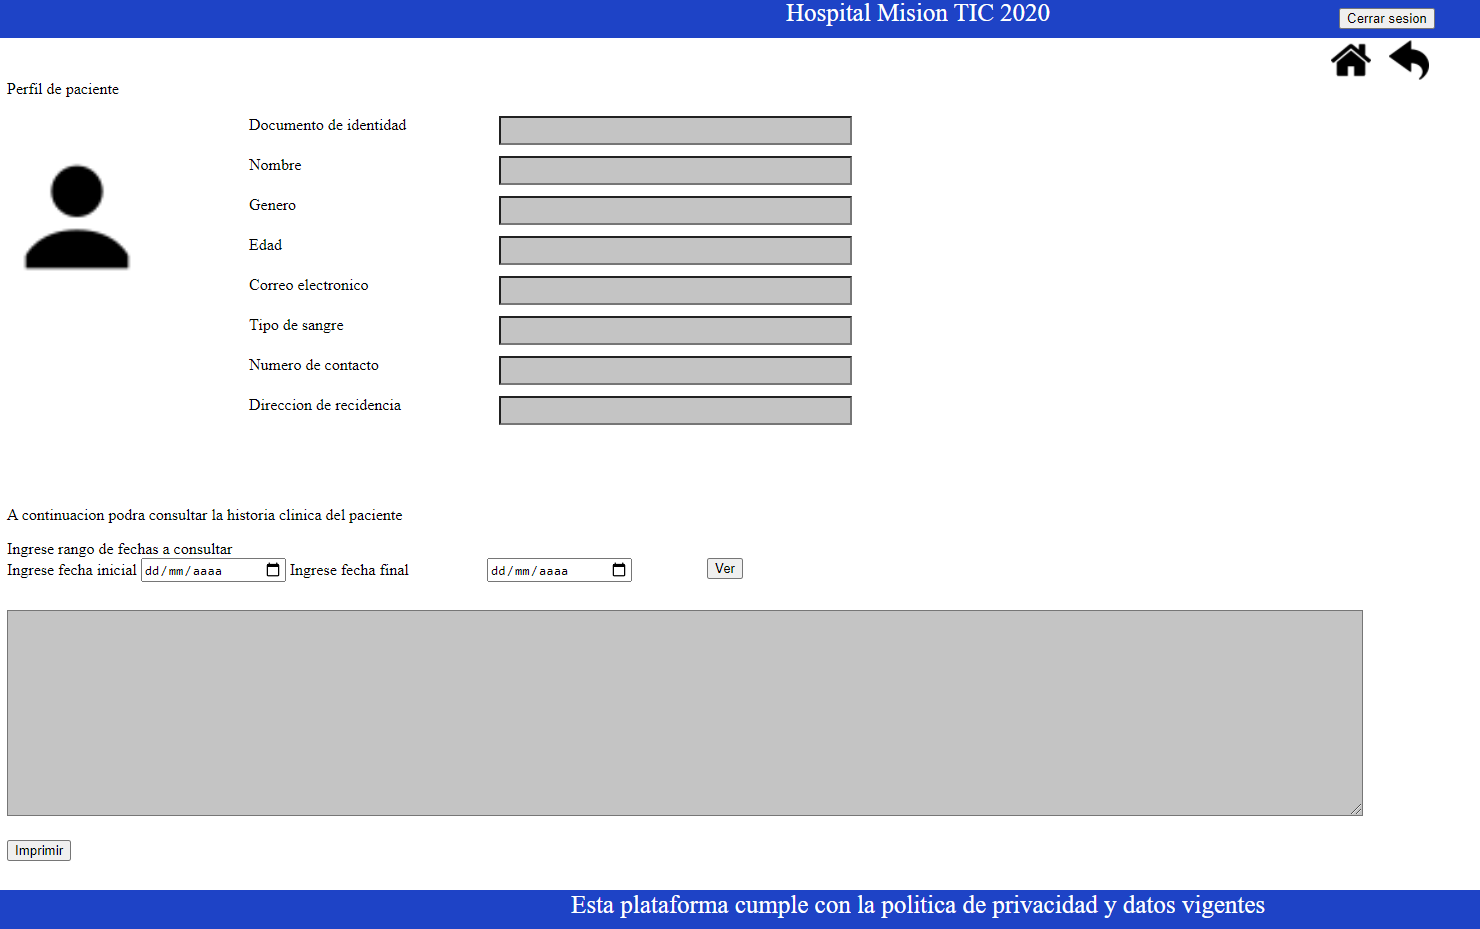 Hospital Mision TIC 2020
Cerrar sesion
Perfil de paciente
Documento de identidad
Nombre
Genero
Edad
Correo electronico
Tipo de sangre
Numero de contacto
Direccion de recidencia
A continuacion podra consultar la historia clinica del paciente
Ingrese rango de fechas a consultar
Ingrese fecha inicial dd/mm/aaaa Ingrese fecha final dd/mm/aaaa Ver
Imprimir
Esta plataforma cumple con la politica de privacidad y datos vigentes